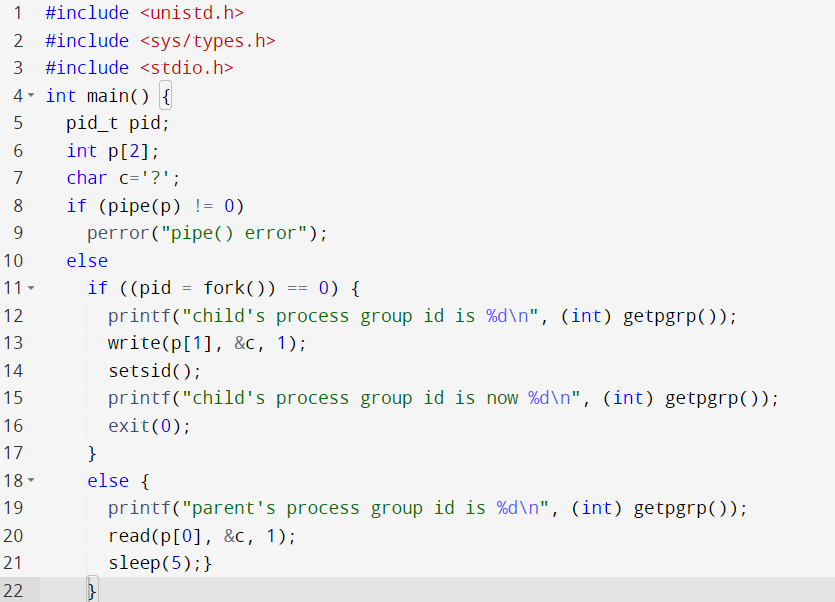 1 #include <unistd.h>
2 #include <sys/types.h>
3 #include <stdio.h>
4 int main() {
5 pid_t pid;
6 int p[2];
7 char c='?';
8 if (pipe(p) != 0)
9 perror("pipe() error");
10 else
11 if ((pid = fork()) == 0) {
12 printf("child's process group id is %d\n", (int) getpgrp());
13 write(p[1], &c, 1);
14 setsid();
15 printf("child's process group id is now %d\n", (int) getpgrp());
16 exit(0);
17 }
18 else {
19 printf("parent's process group id is %d\n", (int) getpgrp());
20 read(p[0], &c, 1);
21 sleep(5);}
22 }